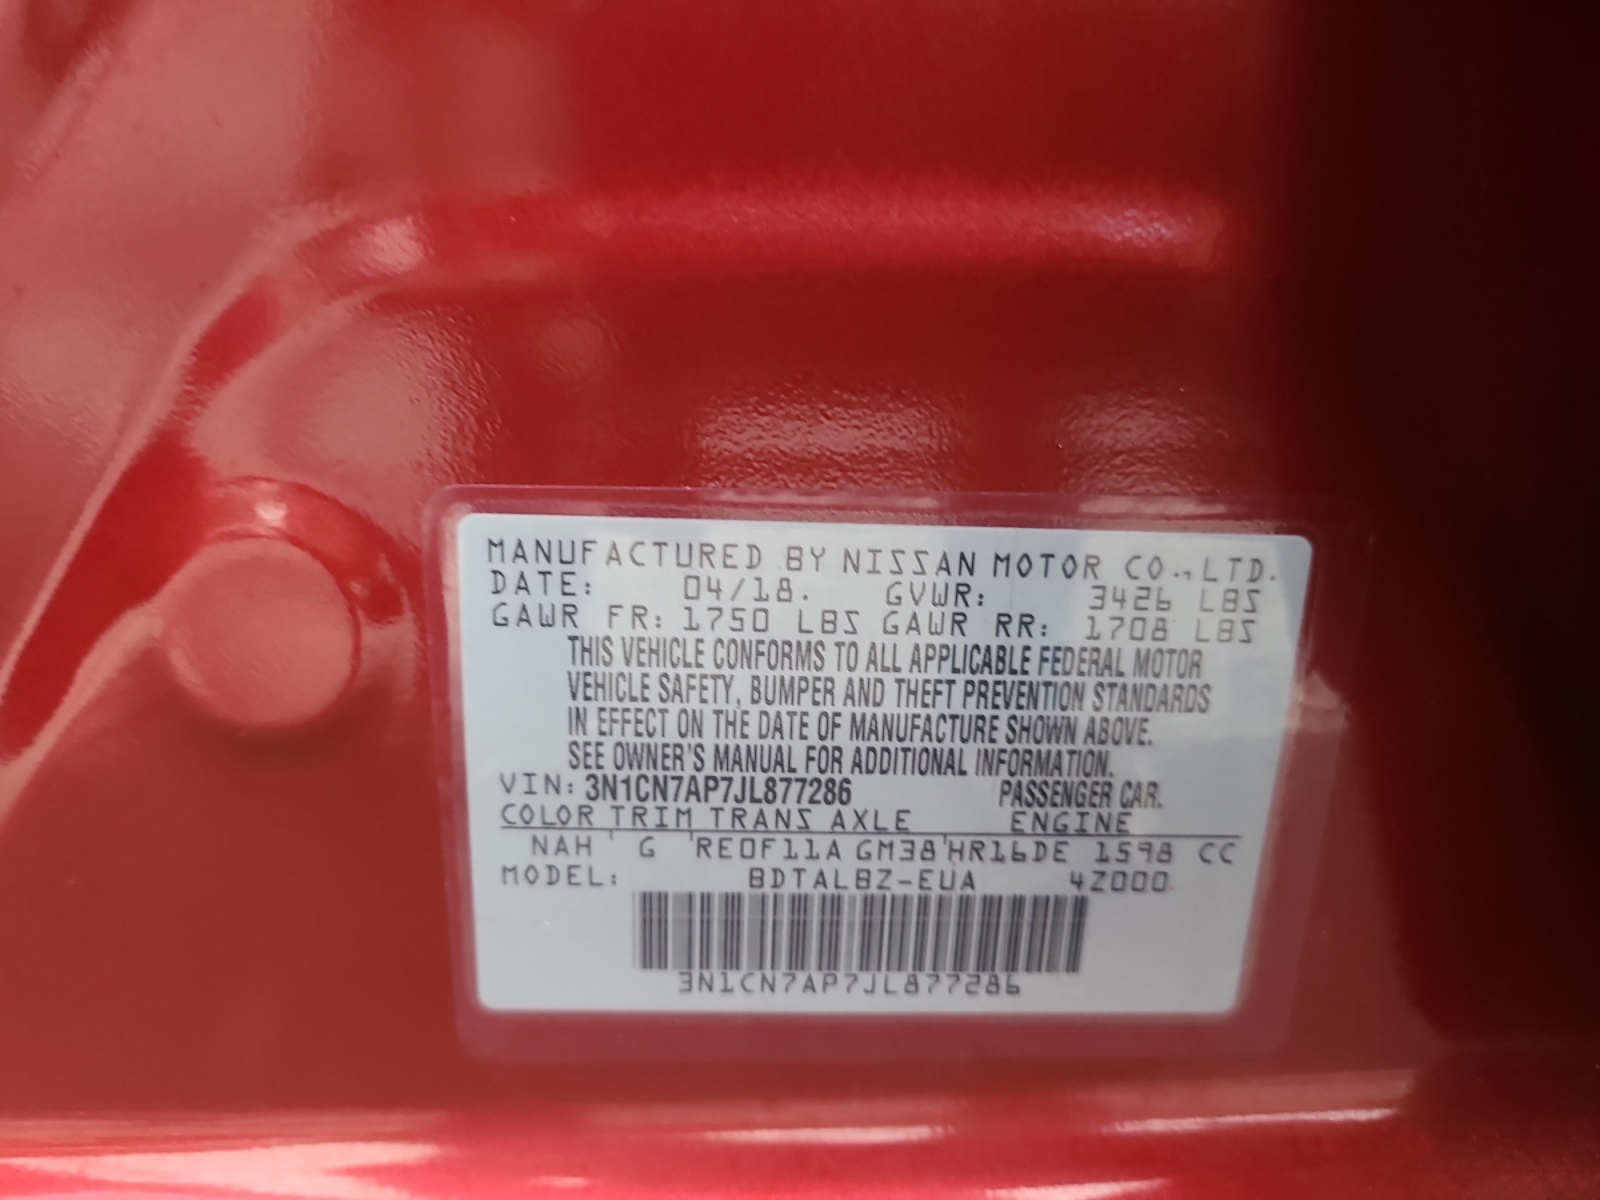 MANUFACTURED BY NISSAN MOTOR CO., LTD.
DATE: 04/18. GVWR: 3426 LBS
GAWR FR: 1750 LBS GAWR RR: 1708 LBS
THIS VEHICLE CONFORMS TO ALL APPLICABLE FEDERAL MOTOR
VEHICLE SAFETY, BUMPER AND THEFT PREVENTION STANDARDS
IN EFFECT ON THE DATE OF MANUFACTURE SHOWN ABOVE.
SEE OWNER'S MANUAL FOR ADDITIONAL INFORMATION.
VIN: 3N1CN7AP7JL877286 PASSENGER CAR.
COLOR TRIM TRANS AXLE ENGINE
NAH G RE0F11A GM38 HR16DE 1598 CC
MODEL: BDTALBZ-EUA 4Z000
3N1CN7AP7JL877286